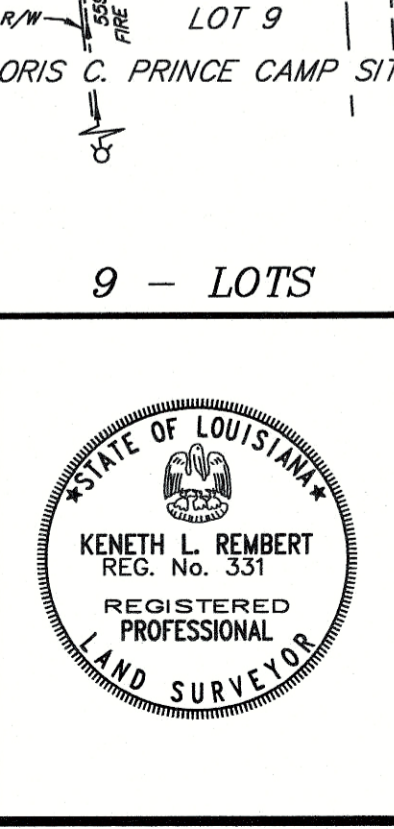 R/W
559
FIRE
LOT 9
ORIS C. PRINCE CAMP SIT
9 - LOTS
STATE OF LOUISIANA
KENETH L. REMBERT
REG. No. 331
REGISTERED
PROFESSIONAL
LAND SURVEYOR